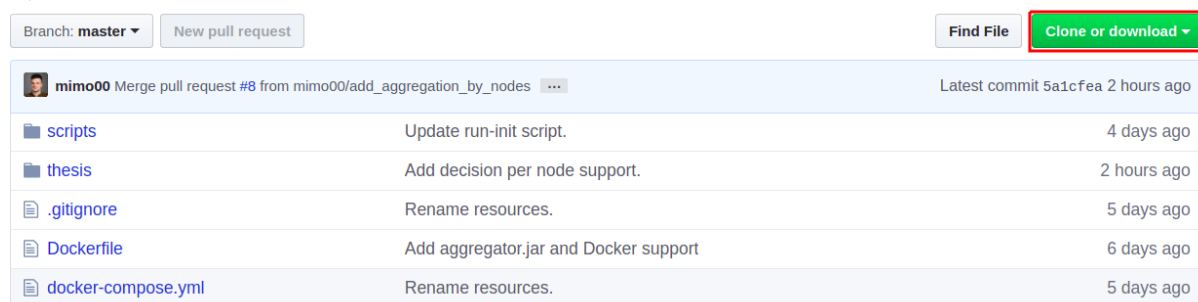 Branch: master New pull request Find File Clone or download
mimo00 Merge pull request #8 from mimo00/add_aggregation_by_nodes ... Latest commit 5a1cfea 2 hours ago
scripts Update run-init script. 4 days ago
thesis Add decision per node support. 2 hours ago
.gitignore Rename resources. 5 days ago
Dockerfile Add aggregator.jar and Docker support 6 days ago
docker-compose.yml Rename resources. 5 days ago